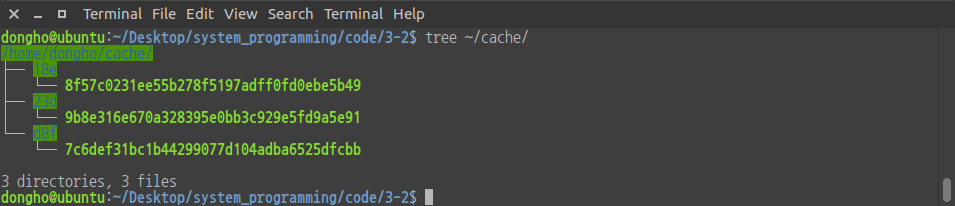 Terminal File Edit View Search Terminal Help
dongho@ubuntu:~/Desktop/system_programming/code/3-2$ tree ~/cache/
/home/dongho/cache/
├── 18e
│   └── 8f57c0231ee55b278f5197adff0fd0ebe5b49
├── 23d
│   └── 9b8e316e670a328395e0bb3c929e5fd9a5e91
└── d8f
    └── 7c6def31bc1b44299077d104adba6525dfcbb
3 directories, 3 files
dongho@ubuntu:~/Desktop/system_programming/code/3-2$